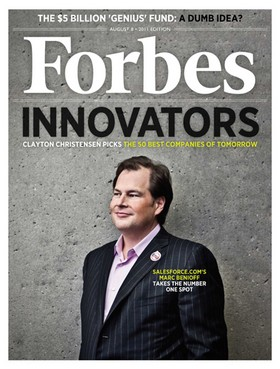 THE $5 BILLION 'GENIUS' FUND: A DUMB IDEA?
AUGUST 8 • 2011 EDITION
Forbes
INNOVATORS
CLAYTON CHRISTENSEN PICKS THE 50 BEST COMPANIES OF TOMORROW
SALESFORCE.COM'S
MARC BENIOFF
TAKES THE NUMBER
ONE SPOT